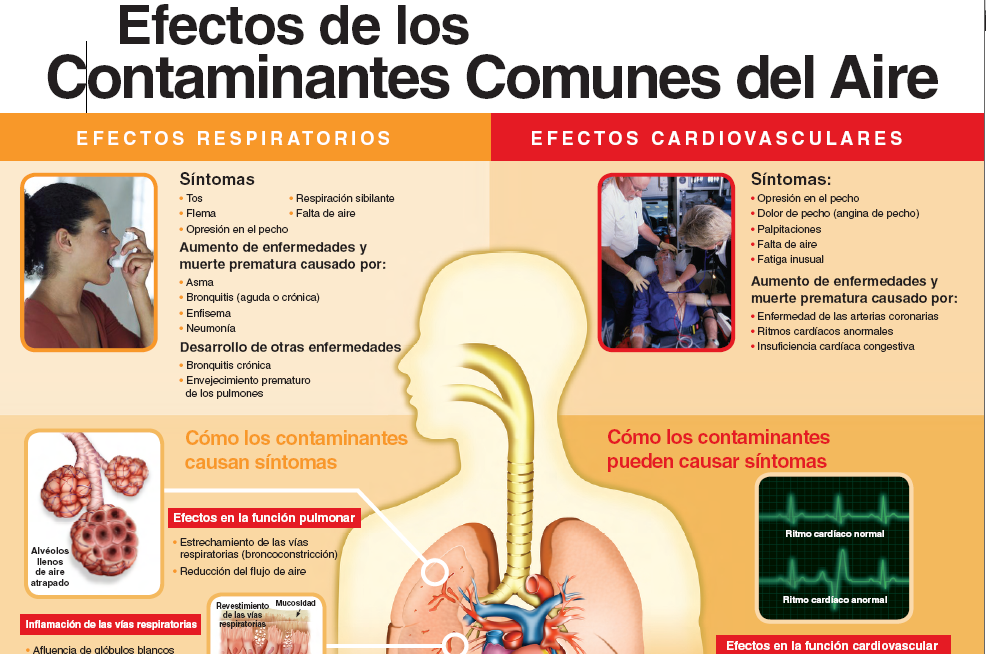 Efectos de los
Contaminantes Comunes del Aire
EFECTOS RESPIRATORIOS
Síntomas
• Tos
• Flema
• Opresión en el pecho
• Respiración sibilante
• Falta de aire
Aumento de enfermedades y
muerte prematura causado por:
• Asma
• Bronquitis (aguda o crónica)
• Enfisema
• Neumonía
Desarrollo de otras enfermedades
• Bronquitis crónica
• Envejecimiento prematuro
de los pulmones
EFECTOS CARDIOVASCULARES
Síntomas:
• Opresión en el pecho
• Dolor de pecho (angina de pecho)
• Palpitaciones
• Falta de aire
• Fatiga inusual
Aumento de enfermedades y
muerte prematura causado por:
• Enfermedad de las arterias coronarias
• Ritmos cardíacos anormales
• Insuficiencia cardíaca congestiva
Cómo los contaminantes
causan síntomas
Alvéolos
llenos
de aire
atrapado
Efectos en la función pulmonar
• Estrechamiento de las vías
respiratorias (broncoconstricción)
• Reducción del flujo de aire
Revestimiento
de las vías
respiratorias
Mucosidad
Inflamación de las vías respiratorias
• Afluencia de glóbulos blancos
Cómo los contaminantes
pueden causar síntomas
Ritmo cardíaco normal
Ritmo cardíaco anormal
Efectos en la función cardiovascular